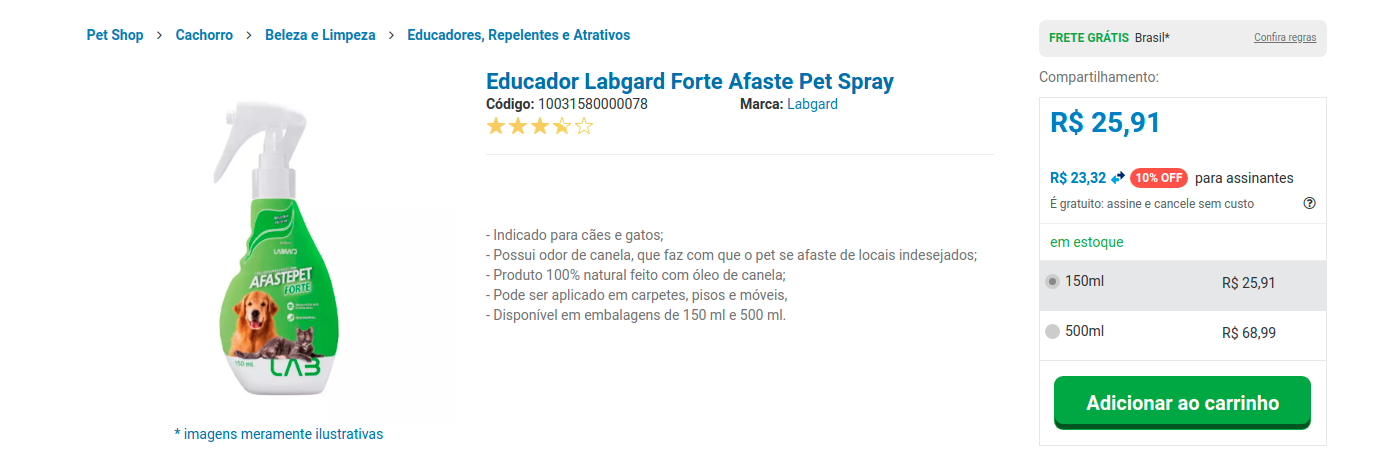 Pet Shop > Cachorro > Beleza e Limpeza > Educadores, Repelentes e Atrativos
FRETE GRÁTIS Brasil*
Confira regras
Compartilhamento:
Educador Labgard Forte Afaste Pet Spray
Código: 10031580000078
Marca: Labgard
- Indicado para cães e gatos;
- Possui odor de canela, que faz com que o pet se afaste de locais indesejados;
- Produto 100% natural feito com óleo de canela;
- Pode ser aplicado em carpetes, pisos e móveis,
- Disponível em embalagens de 150 ml e 500 ml.
AFASTEPET
FORTE
150 mL
LAB
* imagens meramente ilustrativas
R$ 25,91
R$ 23,32 10% OFF para assinantes
É gratuito: assine e cancele sem custo
em estoque
150ml R$ 25,91
500ml R$ 68,99
Adicionar ao carrinho